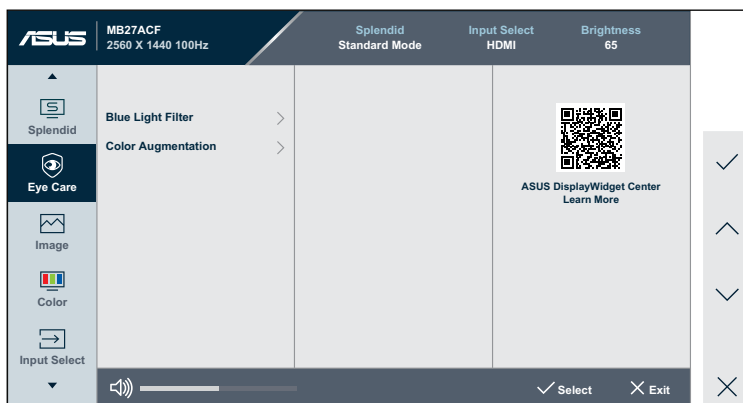 ASUS
MB27ACF
2560 X 1440 100Hz
Splendid
Standard Mode
Input Select
HDMI
Brightness
65
Splendid
Eye Care
Image
Color
Input Select
Blue Light Filter
Color Augmentation
ASUS DisplayWidget Center
Learn More
Select
Exit